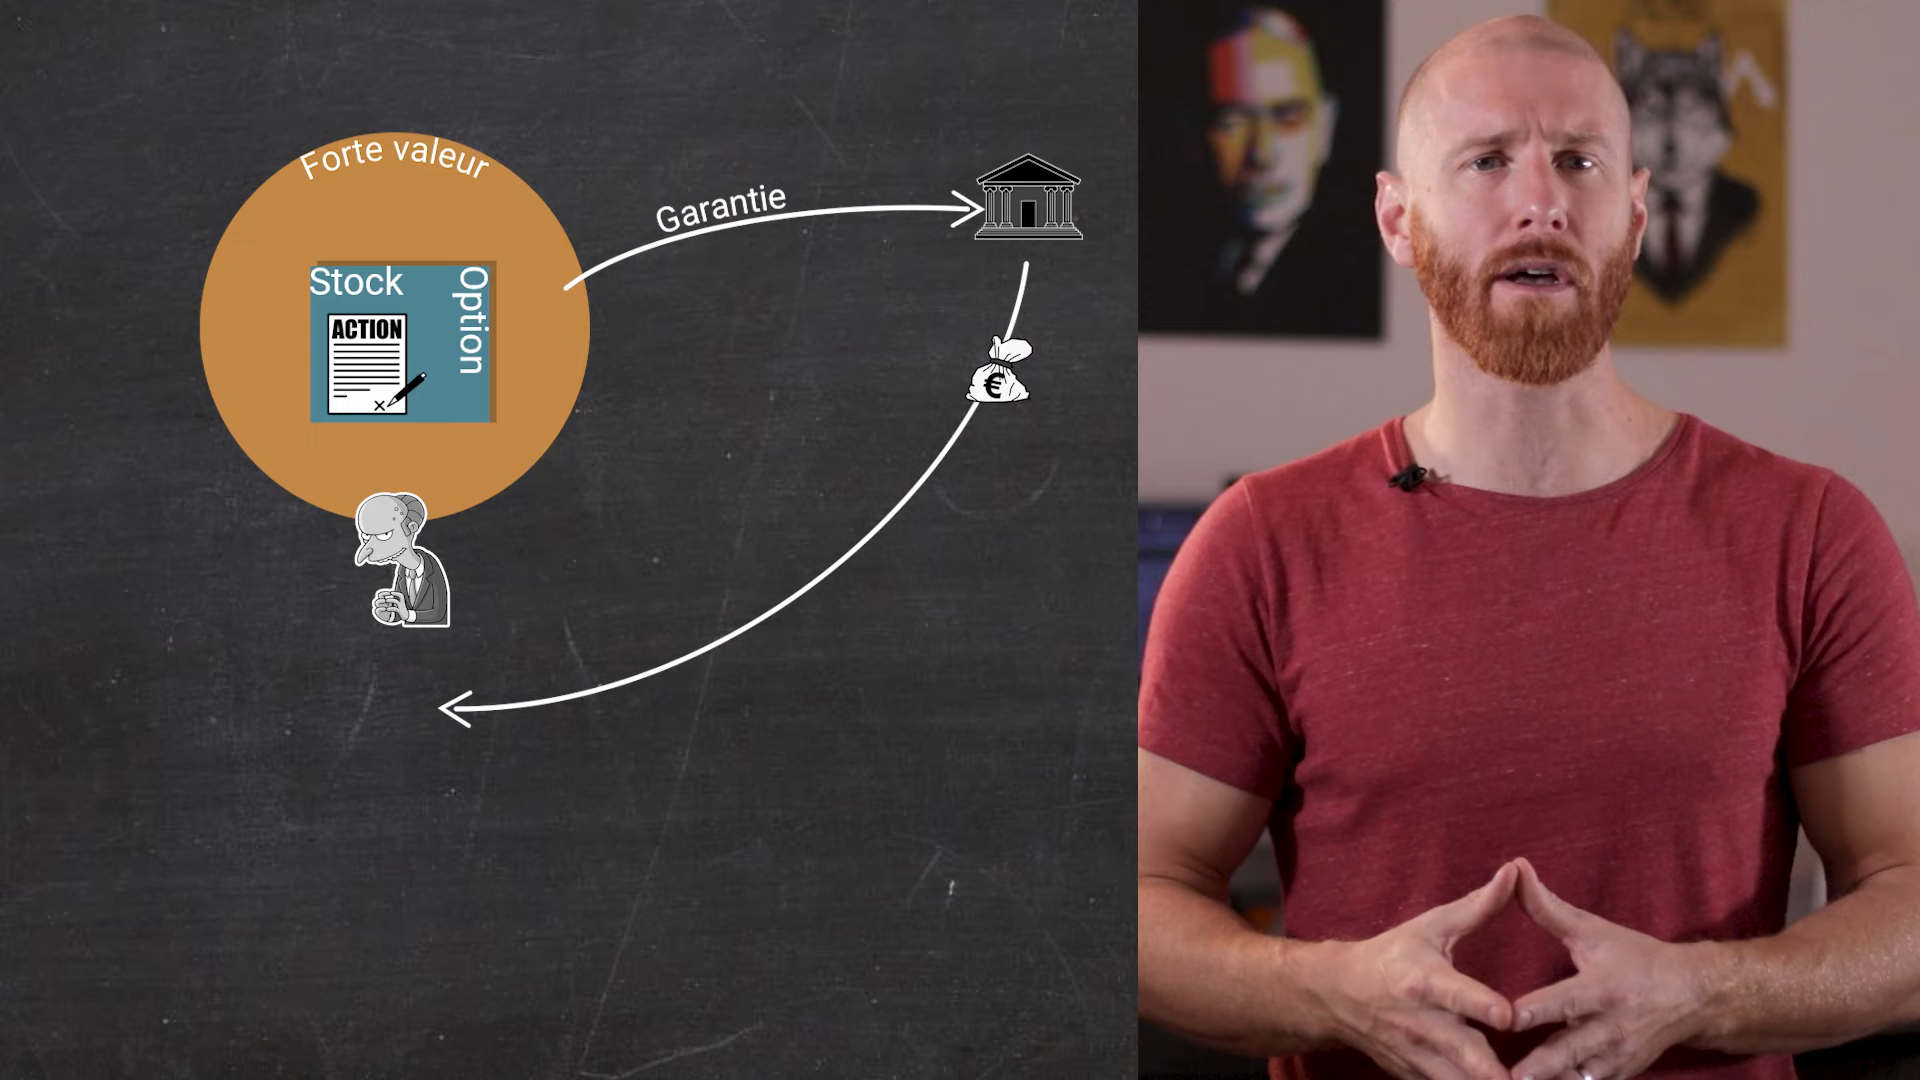 Forte valeur
Stock
Option
ACTION
Garantie
€